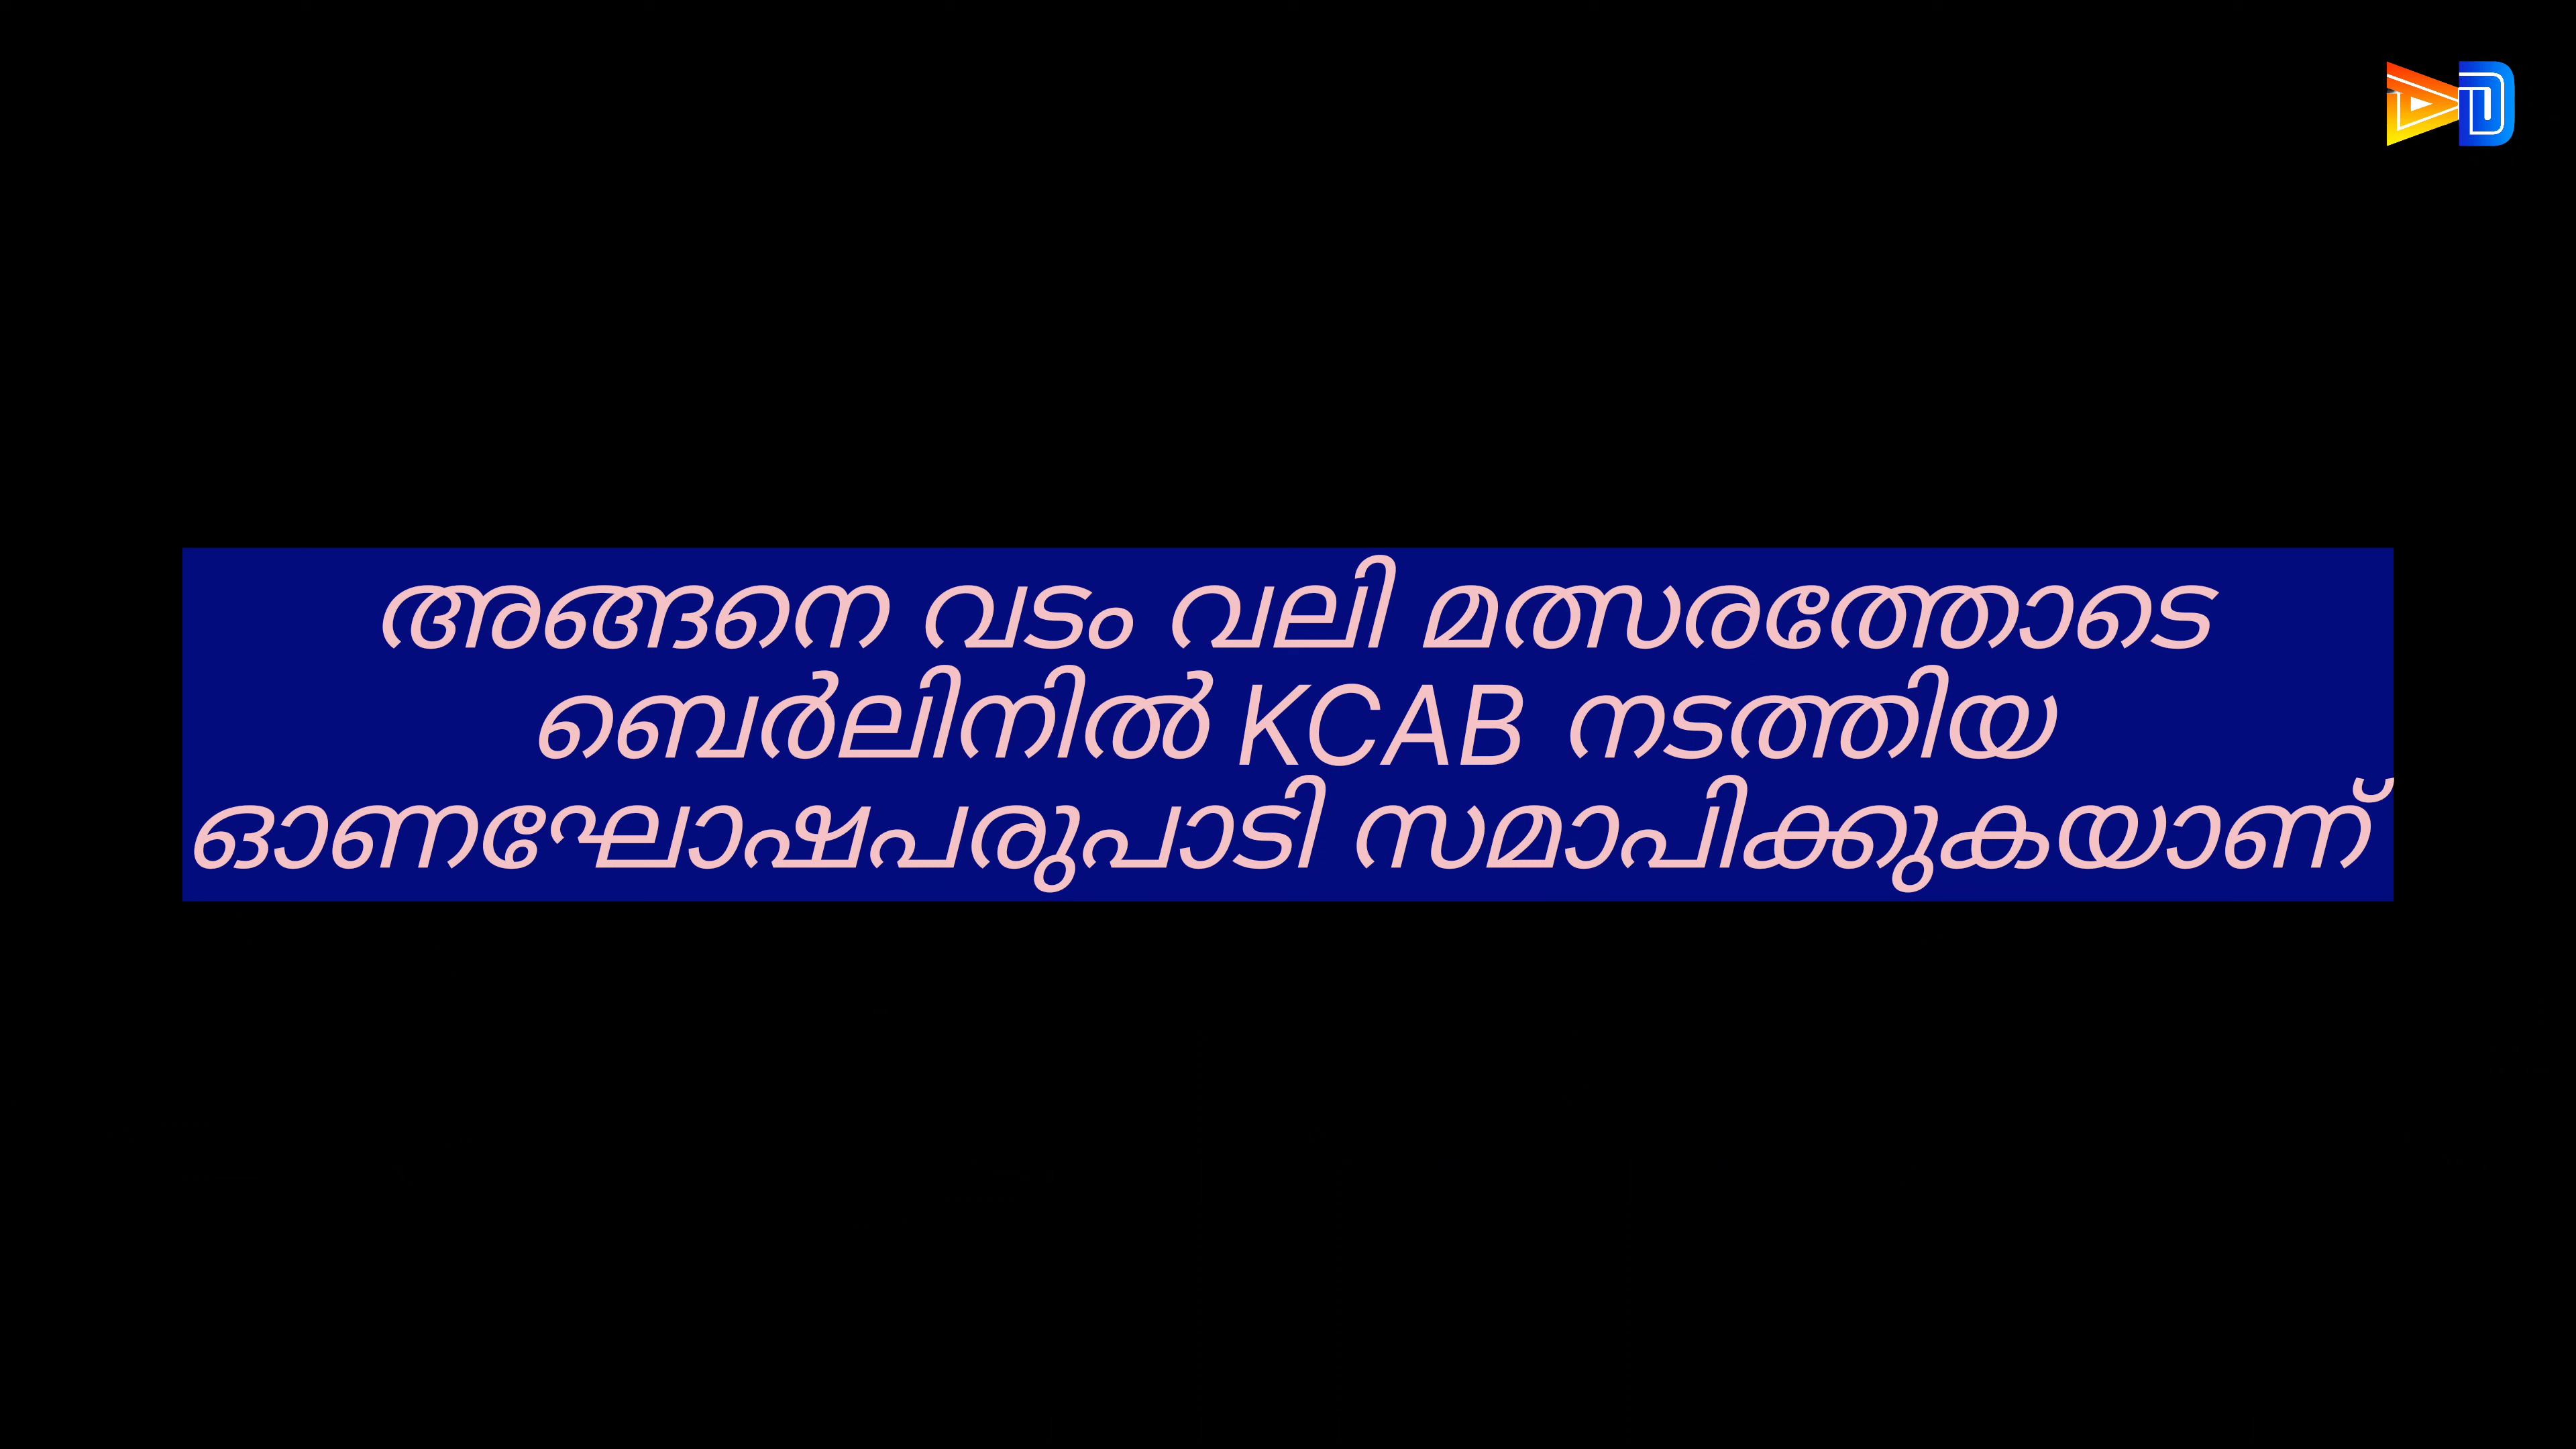 അങ്ങനെ വടം വലി മത്സരത്തോടെ
ബെർലിനിൽ KCAB നടത്തിയ
ഓണഘോഷപരുപാടി സമാപിക്കുകയാണ്